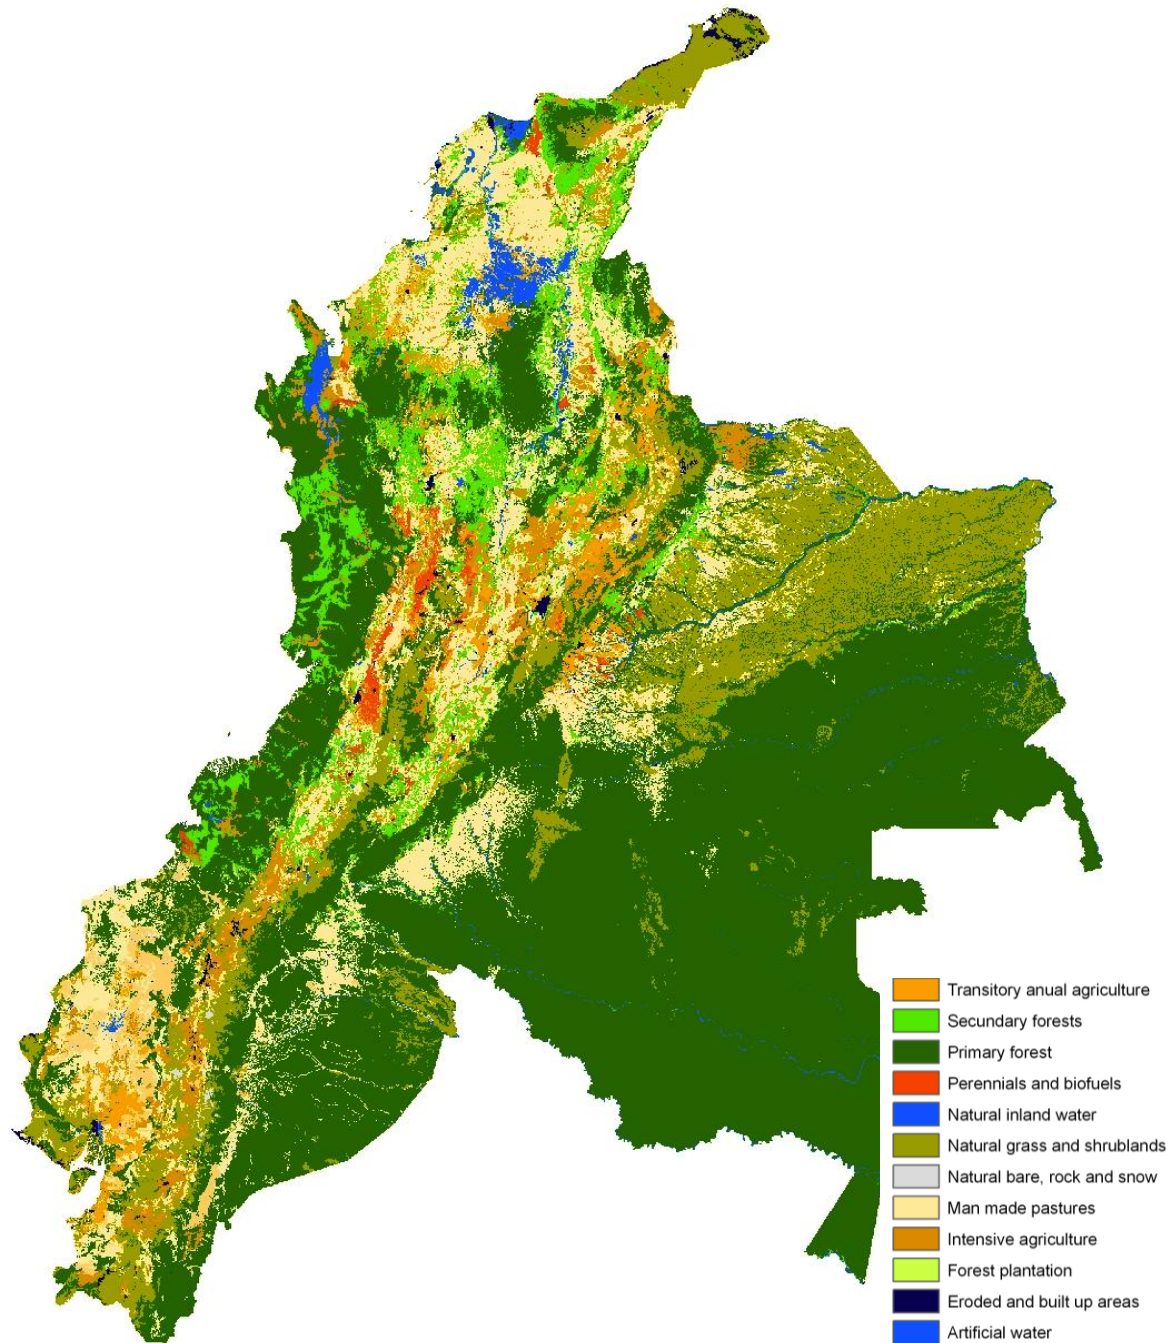 Transitory anual agriculture
Secundary forests
Primary forest
Perennials and biofuels
Natural inland water
Natural grass and shrublands
Natural bare, rock and snow
Man made pastures
Intensive agriculture
Forest plantation
Eroded and built up areas
Artificial water